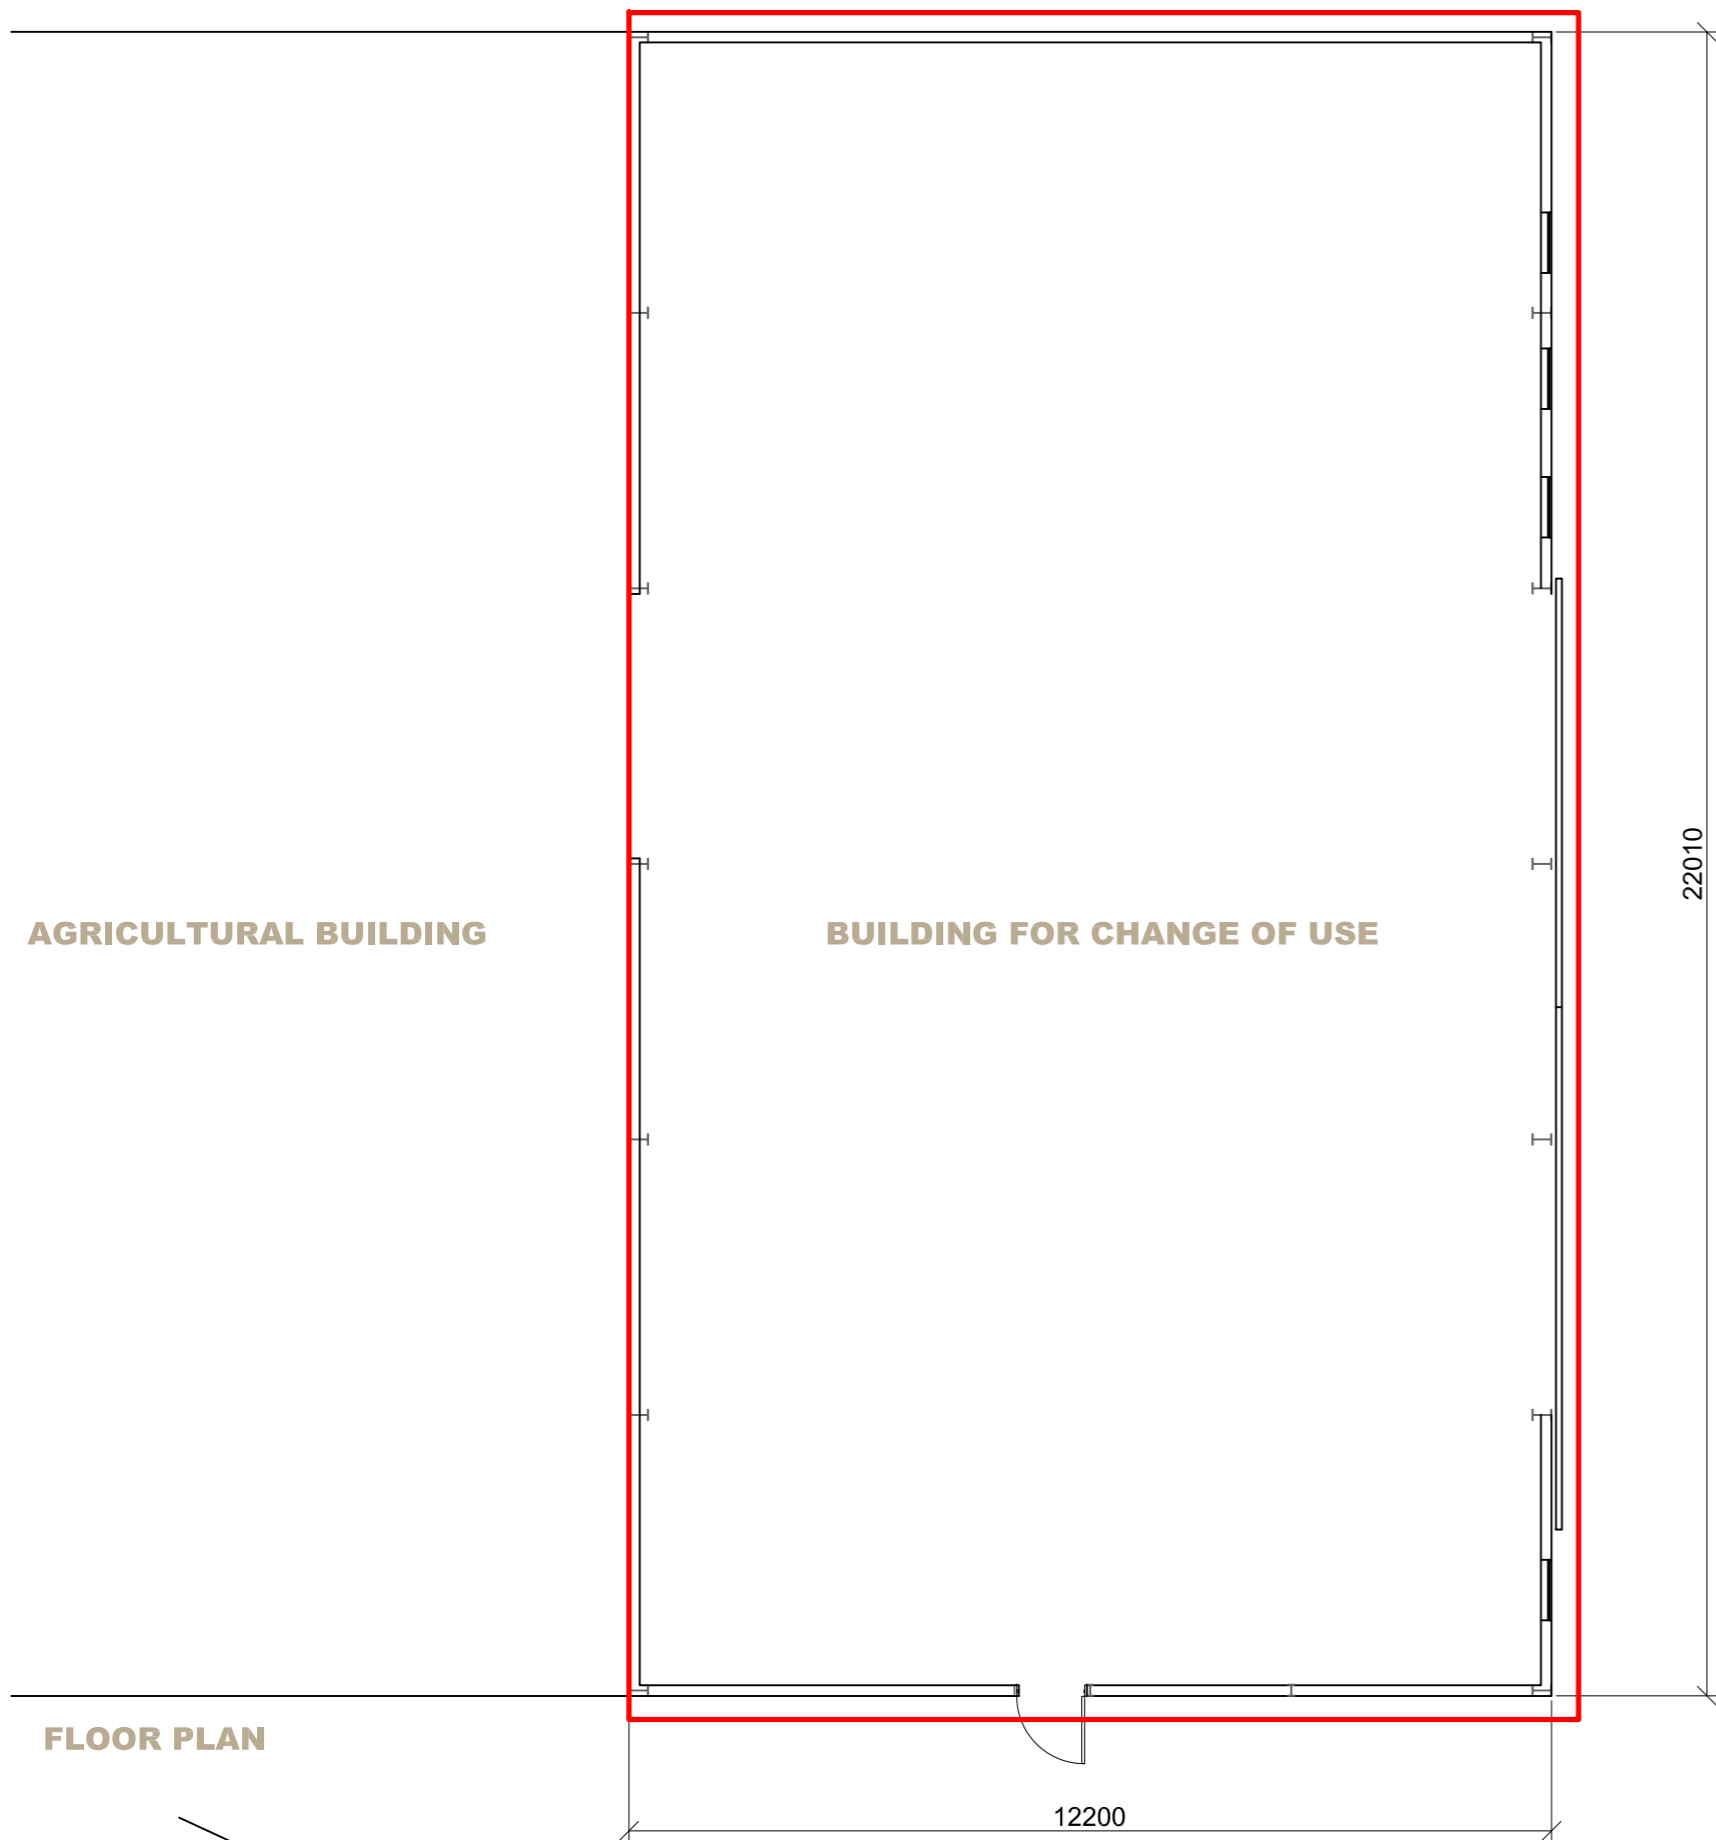 AGRICULTURAL BUILDING
BUILDING FOR CHANGE OF USE
22010
FLOOR PLAN
12200